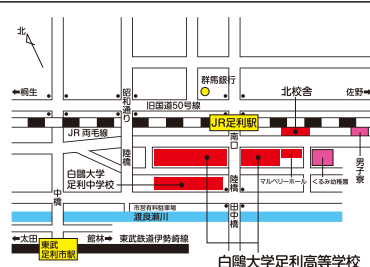 北
←桐生
昭和通り
群馬銀行
北校舎
佐野→
旧国道50号線
JR足利駅
JR両毛線
南口
陸橋
男子寮
白鷗大学
足利中学校
陸橋
マルベリーホール
くるみ幼稚園
中橋
市営有料駐車場
渡良瀬川
田中橋
←太田
館林→
東武鉄道伊勢崎線
東武
足利市駅
白鷗大学足利高等学校